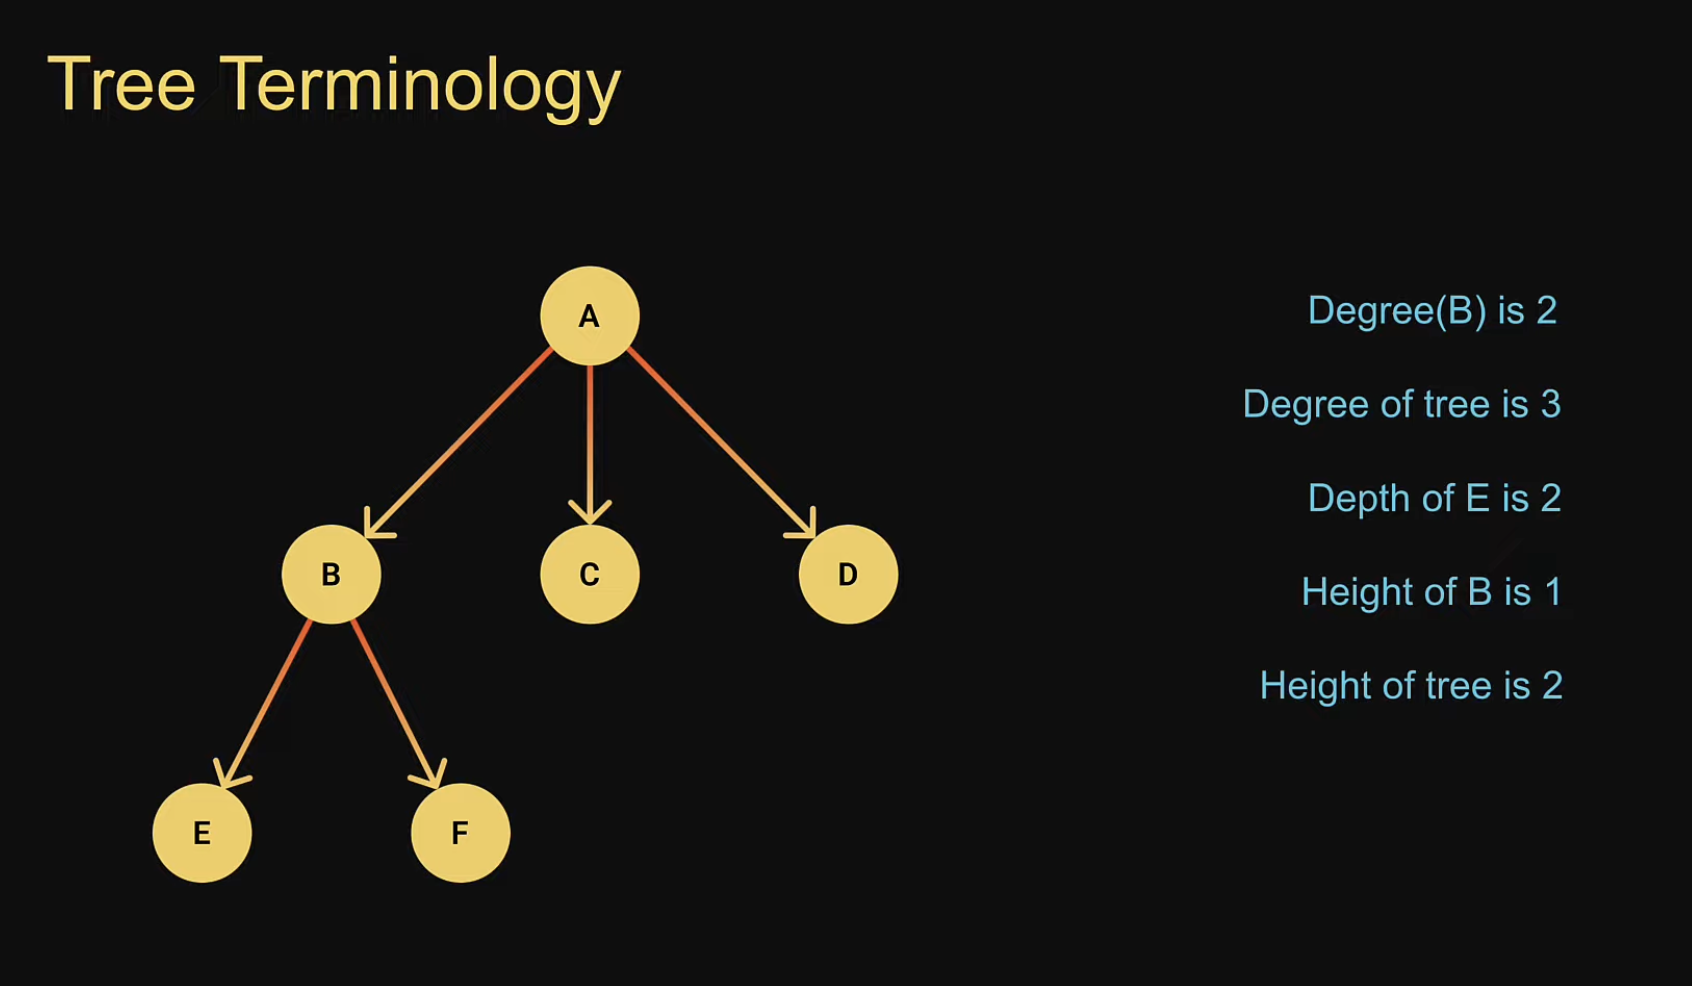 Tree Terminology
A
Degree(B) is 2
Degree of tree is 3
Depth of E is 2
B
C
D
Height of B is 1
Height of tree is 2
E
F